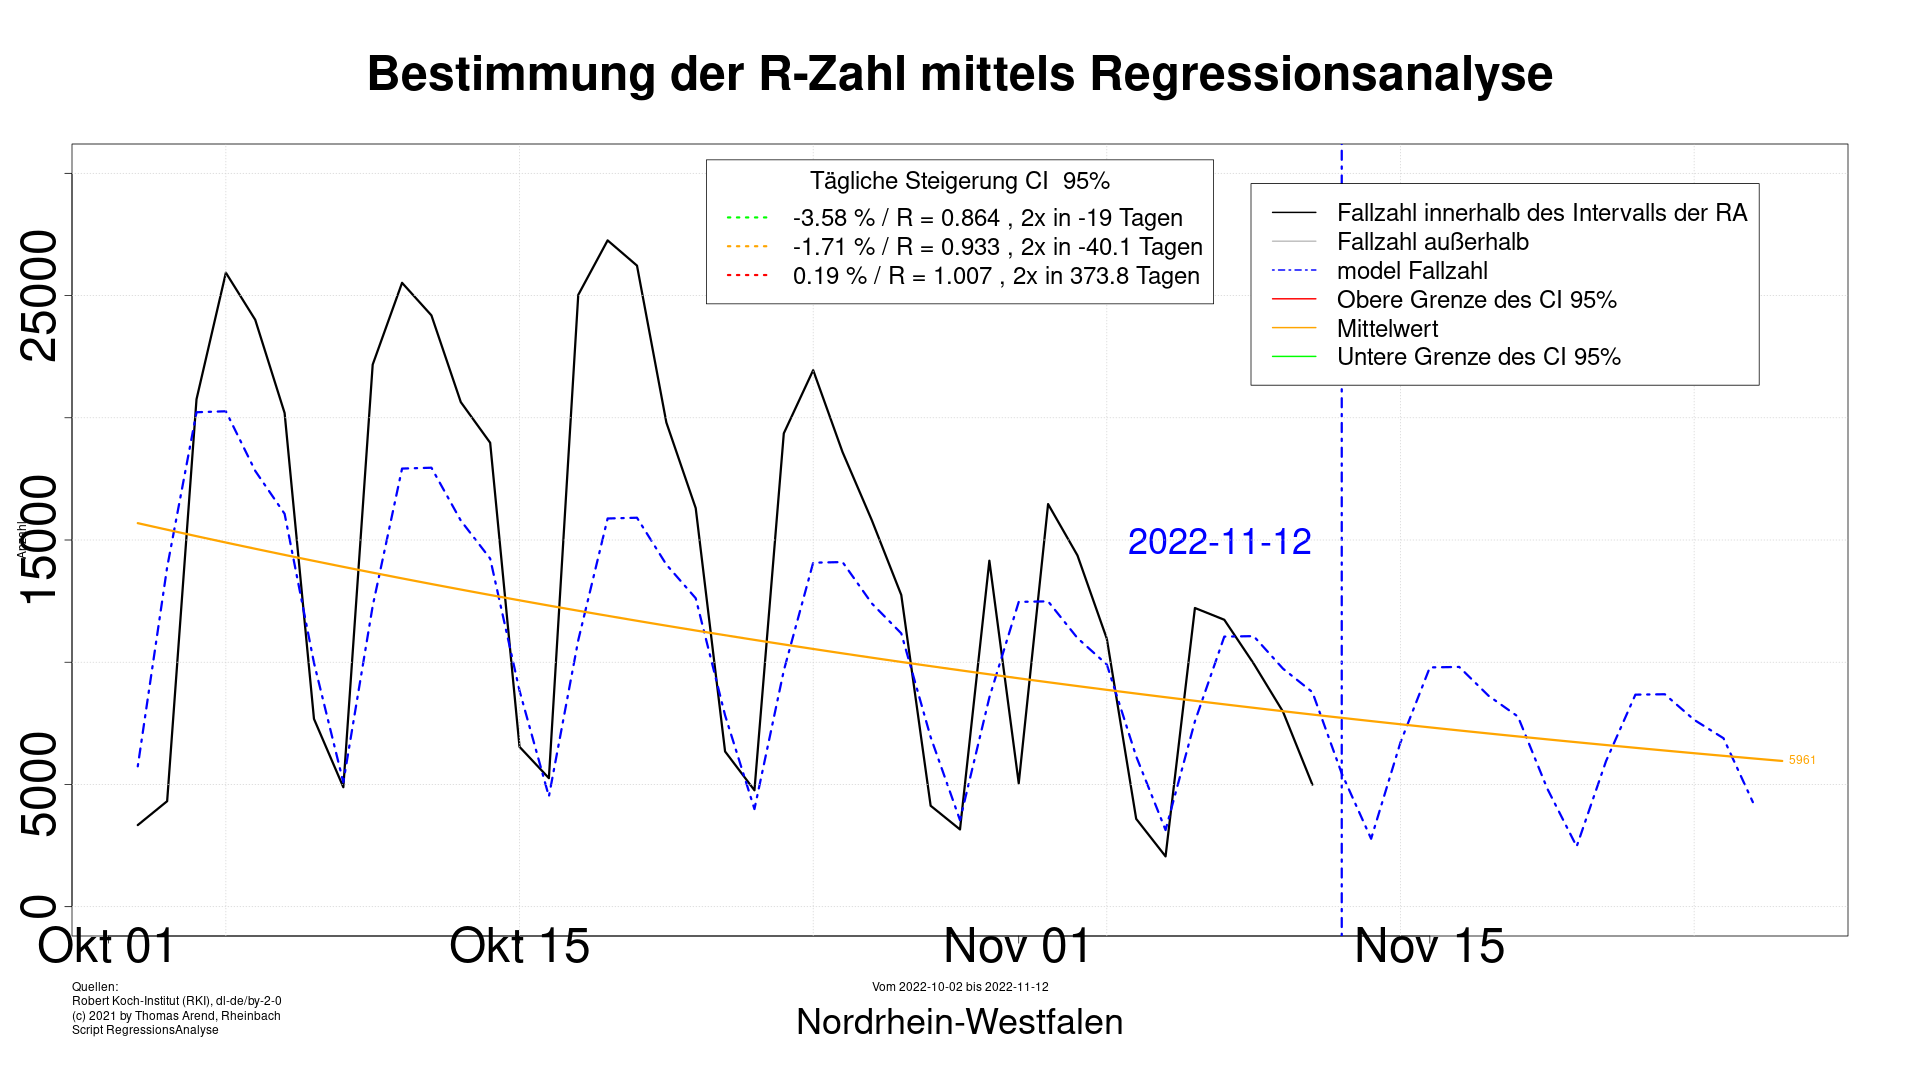 Bestimmung der R-Zahl mittels Regressionsanalyse
Tägliche Steigerung CI  95%
-3.58 % / R = 0.864 , 2x in -19 Tagen
-1.71 % / R = 0.933 , 2x in -40.1 Tagen
0.19 % / R = 1.007 , 2x in 373.8 Tagen
Fallzahl innerhalb des Intervalls der RA
Fallzahl außerhalb
model Fallzahl
Obere Grenze des CI 95%
Mittelwert
Untere Grenze des CI 95%
25000
15000
5000
0
Anzahl
2022-11-12
5961
Okt 01
Okt 15
Nov 01
Nov 15
Quellen:
Robert Koch-Institut (RKI), dl-de/by-2-0
(c) 2021 by Thomas Arend, Rheinbach
Script RegressionsAnalyse
Vom 2022-10-02 bis 2022-11-12
Nordrhein-Westfalen